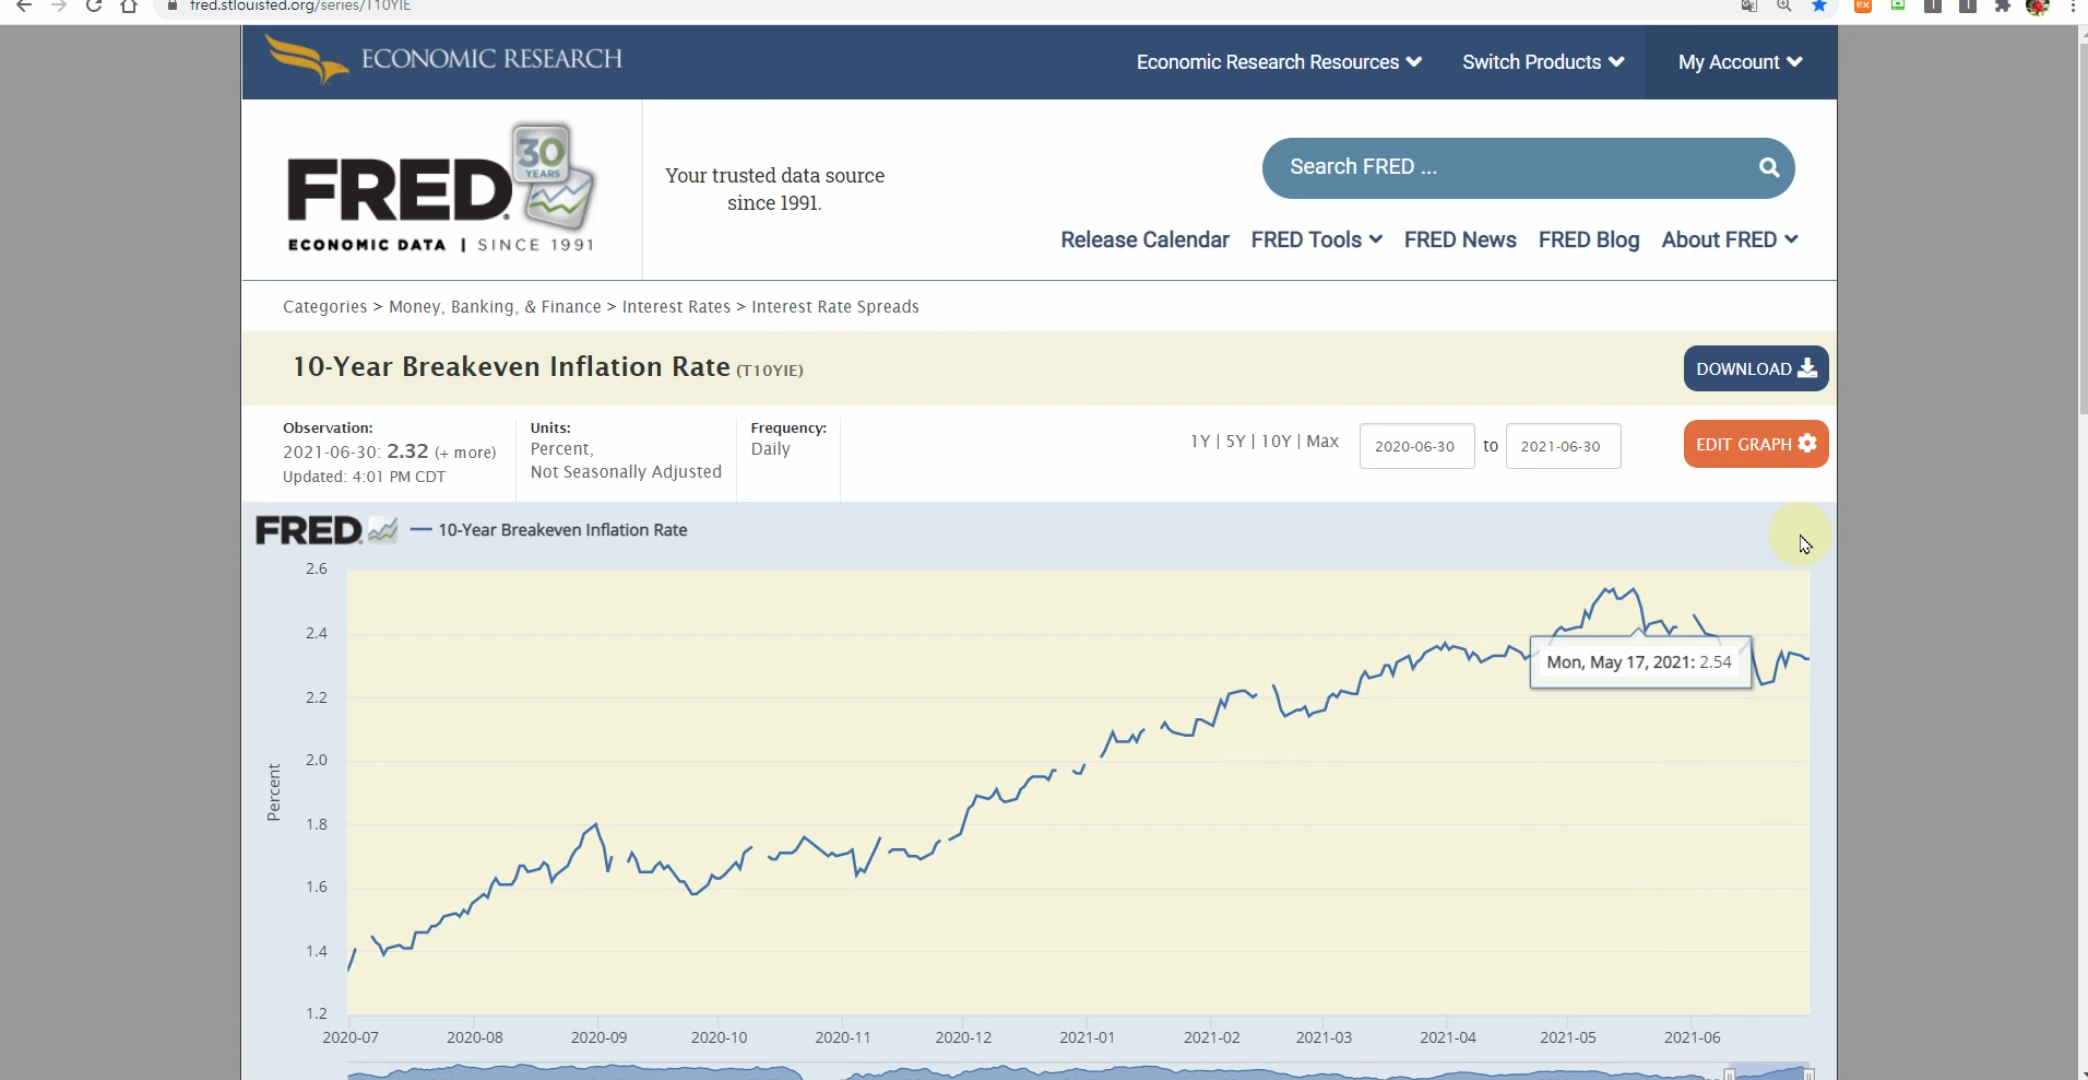 fred.stlouisfed.org/series/T10YIE
ECONOMIC RESEARCH
Economic Research Resources
Switch Products
My Account
FRED
30
YEARS
ECONOMIC DATA | SINCE 1991
Your trusted data source
since 1991.
Search FRED ...
Release Calendar
FRED Tools
FRED News
FRED Blog
About FRED
Categories > Money, Banking, & Finance > Interest Rates > Interest Rate Spreads
10-Year Breakeven Inflation Rate (T10YIE)
DOWNLOAD
Observation:
2021-06-30: 2.32 (+ more)
Updated: 4:01 PM CDT
Units:
Percent,
Not Seasonally Adjusted
Frequency:
Daily
1Y | 5Y | 10Y | Max
2020-06-30 to 2021-06-30
EDIT GRAPH
FRED
10-Year Breakeven Inflation Rate
2.6
2.4
Mon, May 17, 2021: 2.54
2.2
2.0
Percent
1.8
1.6
1.4
1.2
2020-07 2020-08 2020-09 2020-10 2020-11 2020-12 2021-01 2021-02 2021-03 2021-04 2021-05 2021-06